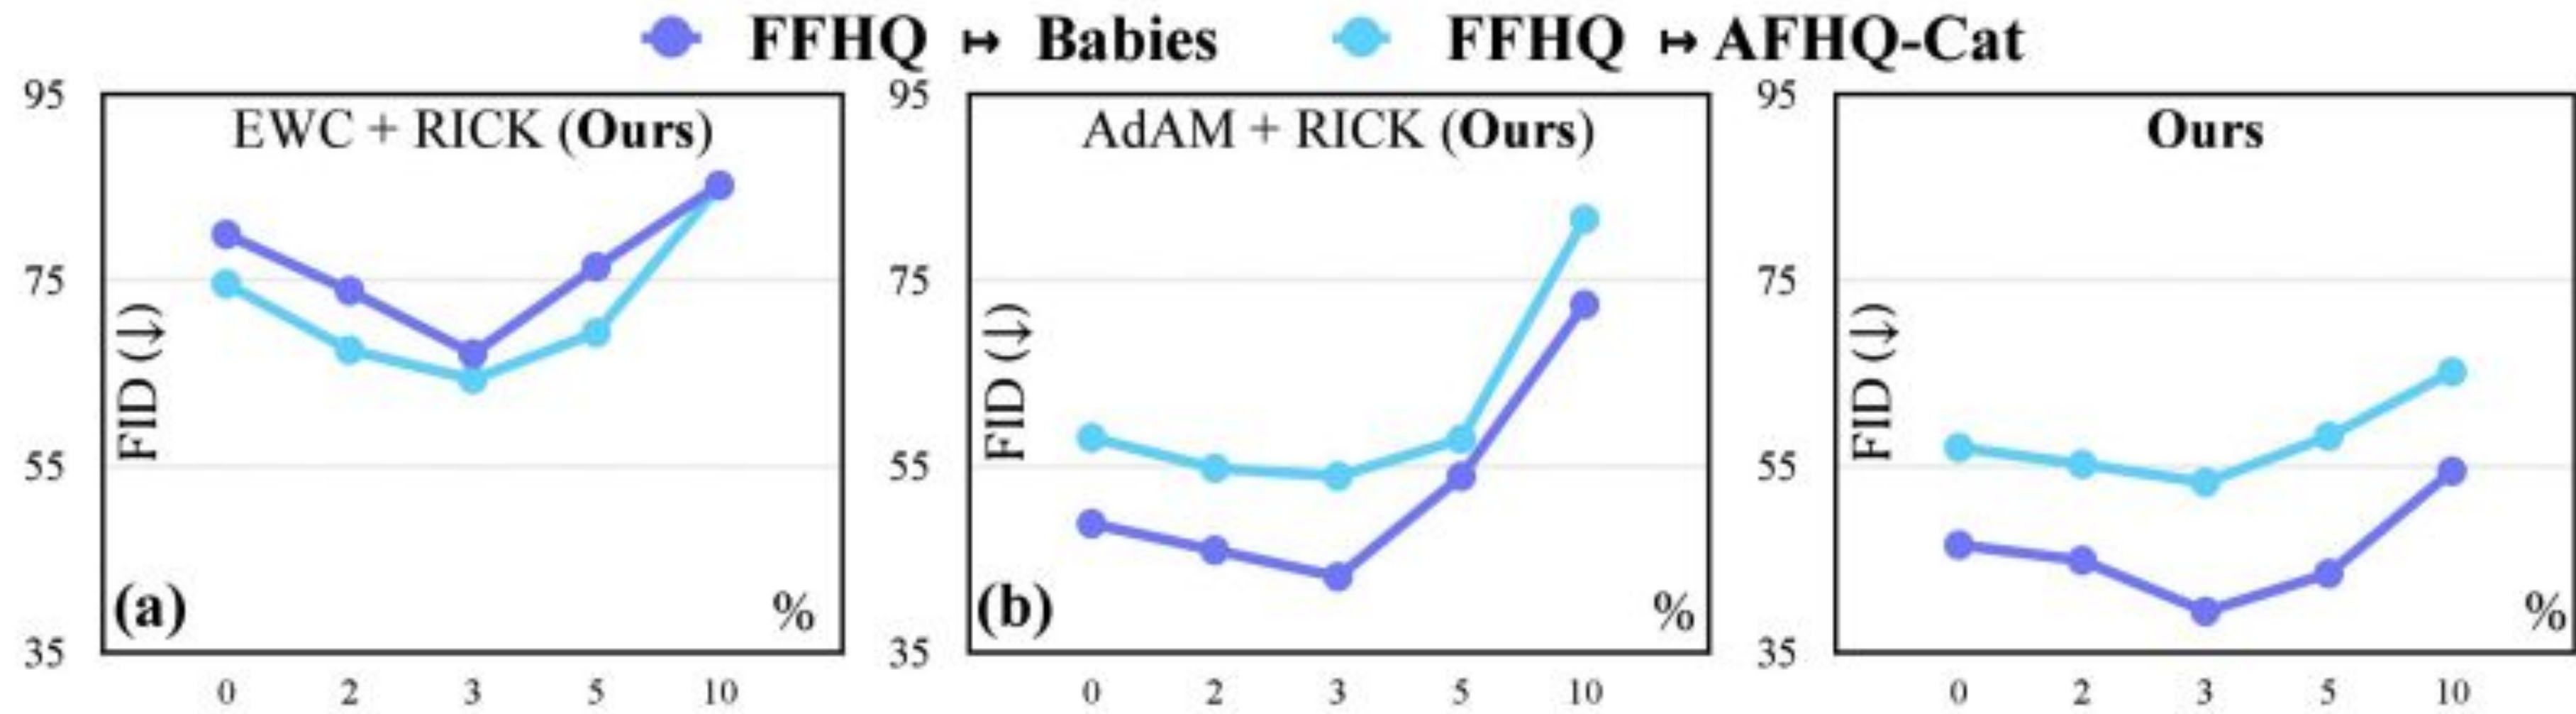 FFHQ ↦ Babies FFHQ ↦ AFHQ-Cat
95 EWC + RICK (Ours)
75
FID (↓)
55
(a) %
35
0 2 3 5 10
95 AdAM + RICK (Ours)
75
FID (↓)
55
(b) %
35
0 2 3 5 10
95 Ours
75
FID (↓)
55
%
35
0 2 3 5 10